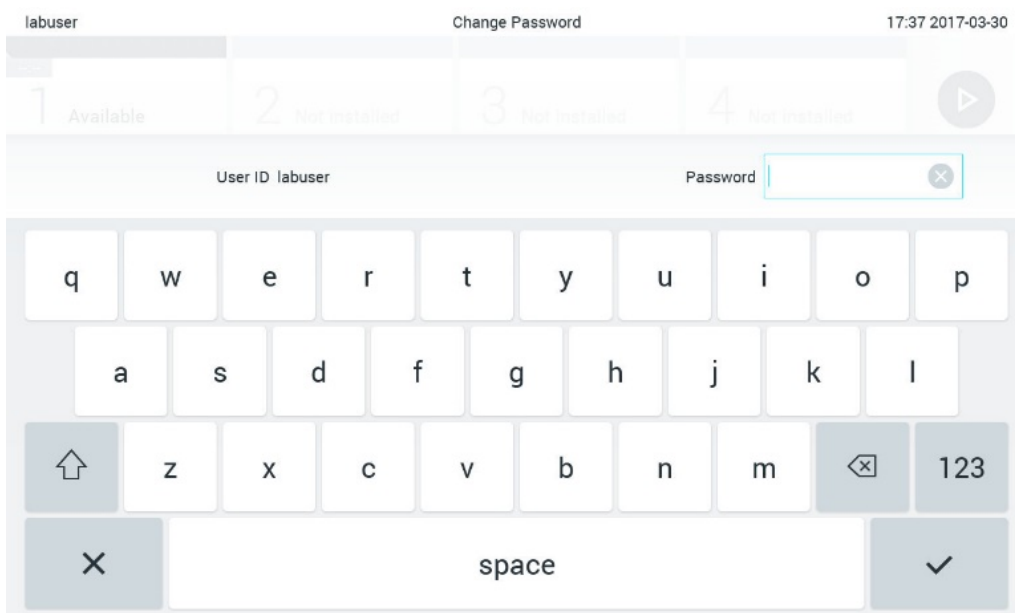 labuser Change Password 17:37 2017-03-30
1 Available 2 Not installed 3 Not installed 4 Not installed
User ID labuser Password
q w e r t y u i o p
a s d f g h j k l
z x c v b n m 123
space